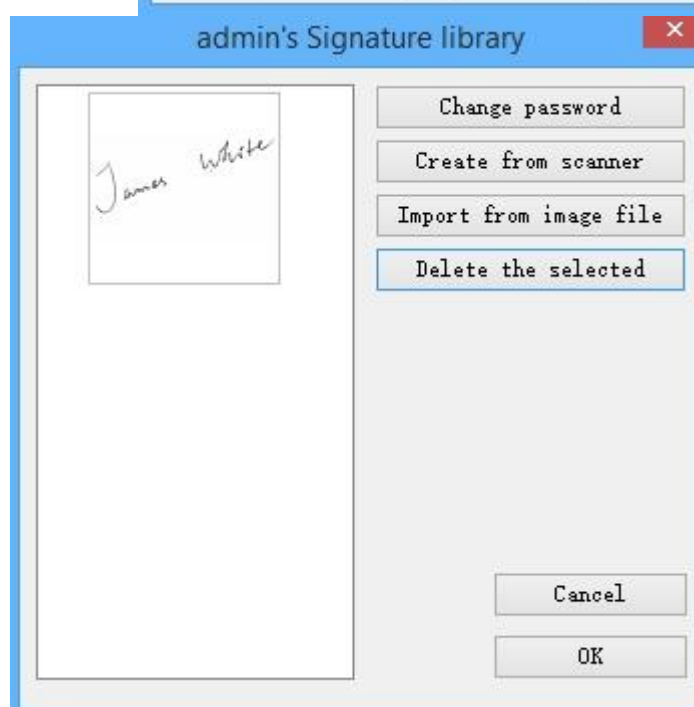 admin's Signature library
James White
Change password
Create from scanner
Import from image file
Delete the selected
Cancel
OK